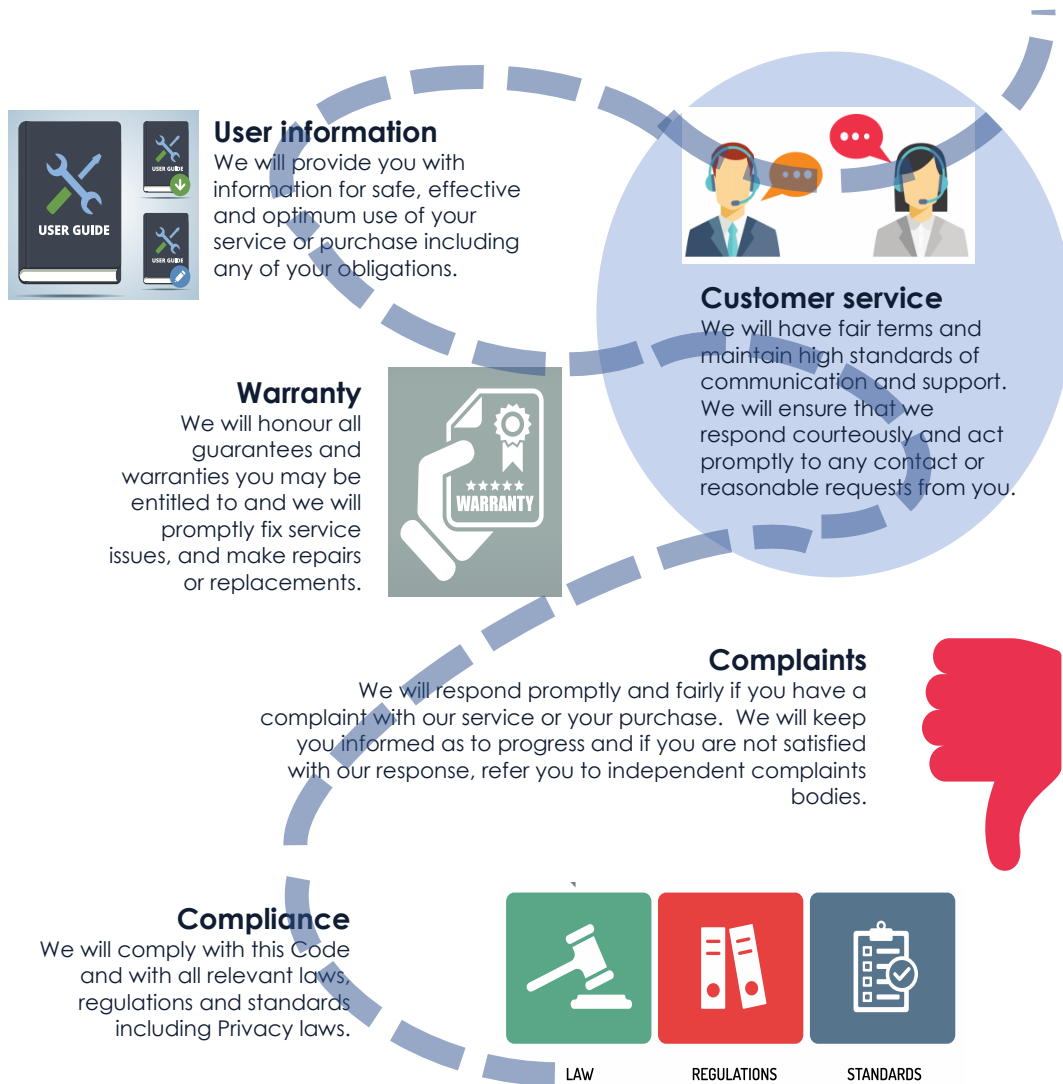 USER GUIDE
USER GUIDE
USER GUIDE
User information
We will provide you with
information for safe, effective
and optimum use of your
service or purchase including
any of your obligations.
Customer service
We will have fair terms and
maintain high standards of
communication and support.
We will ensure that we
respond courteously and act
promptly to any contact or
reasonable requests from you.
Warranty
We will honour all
guarantees and
warranties you may be
entitled to and we will
promptly fix service
issues, and make repairs
or replacements.
WARRANTY
Complaints
We will respond promptly and fairly if you have a
complaint with our service or your purchase.  We will keep
you informed as to progress and if you are not satisfied
with our response, refer you to independent complaints
bodies.
Compliance
We will comply with this Code
and with all relevant laws,
regulations and standards
including Privacy laws.
LAW
REGULATIONS
STANDARDS